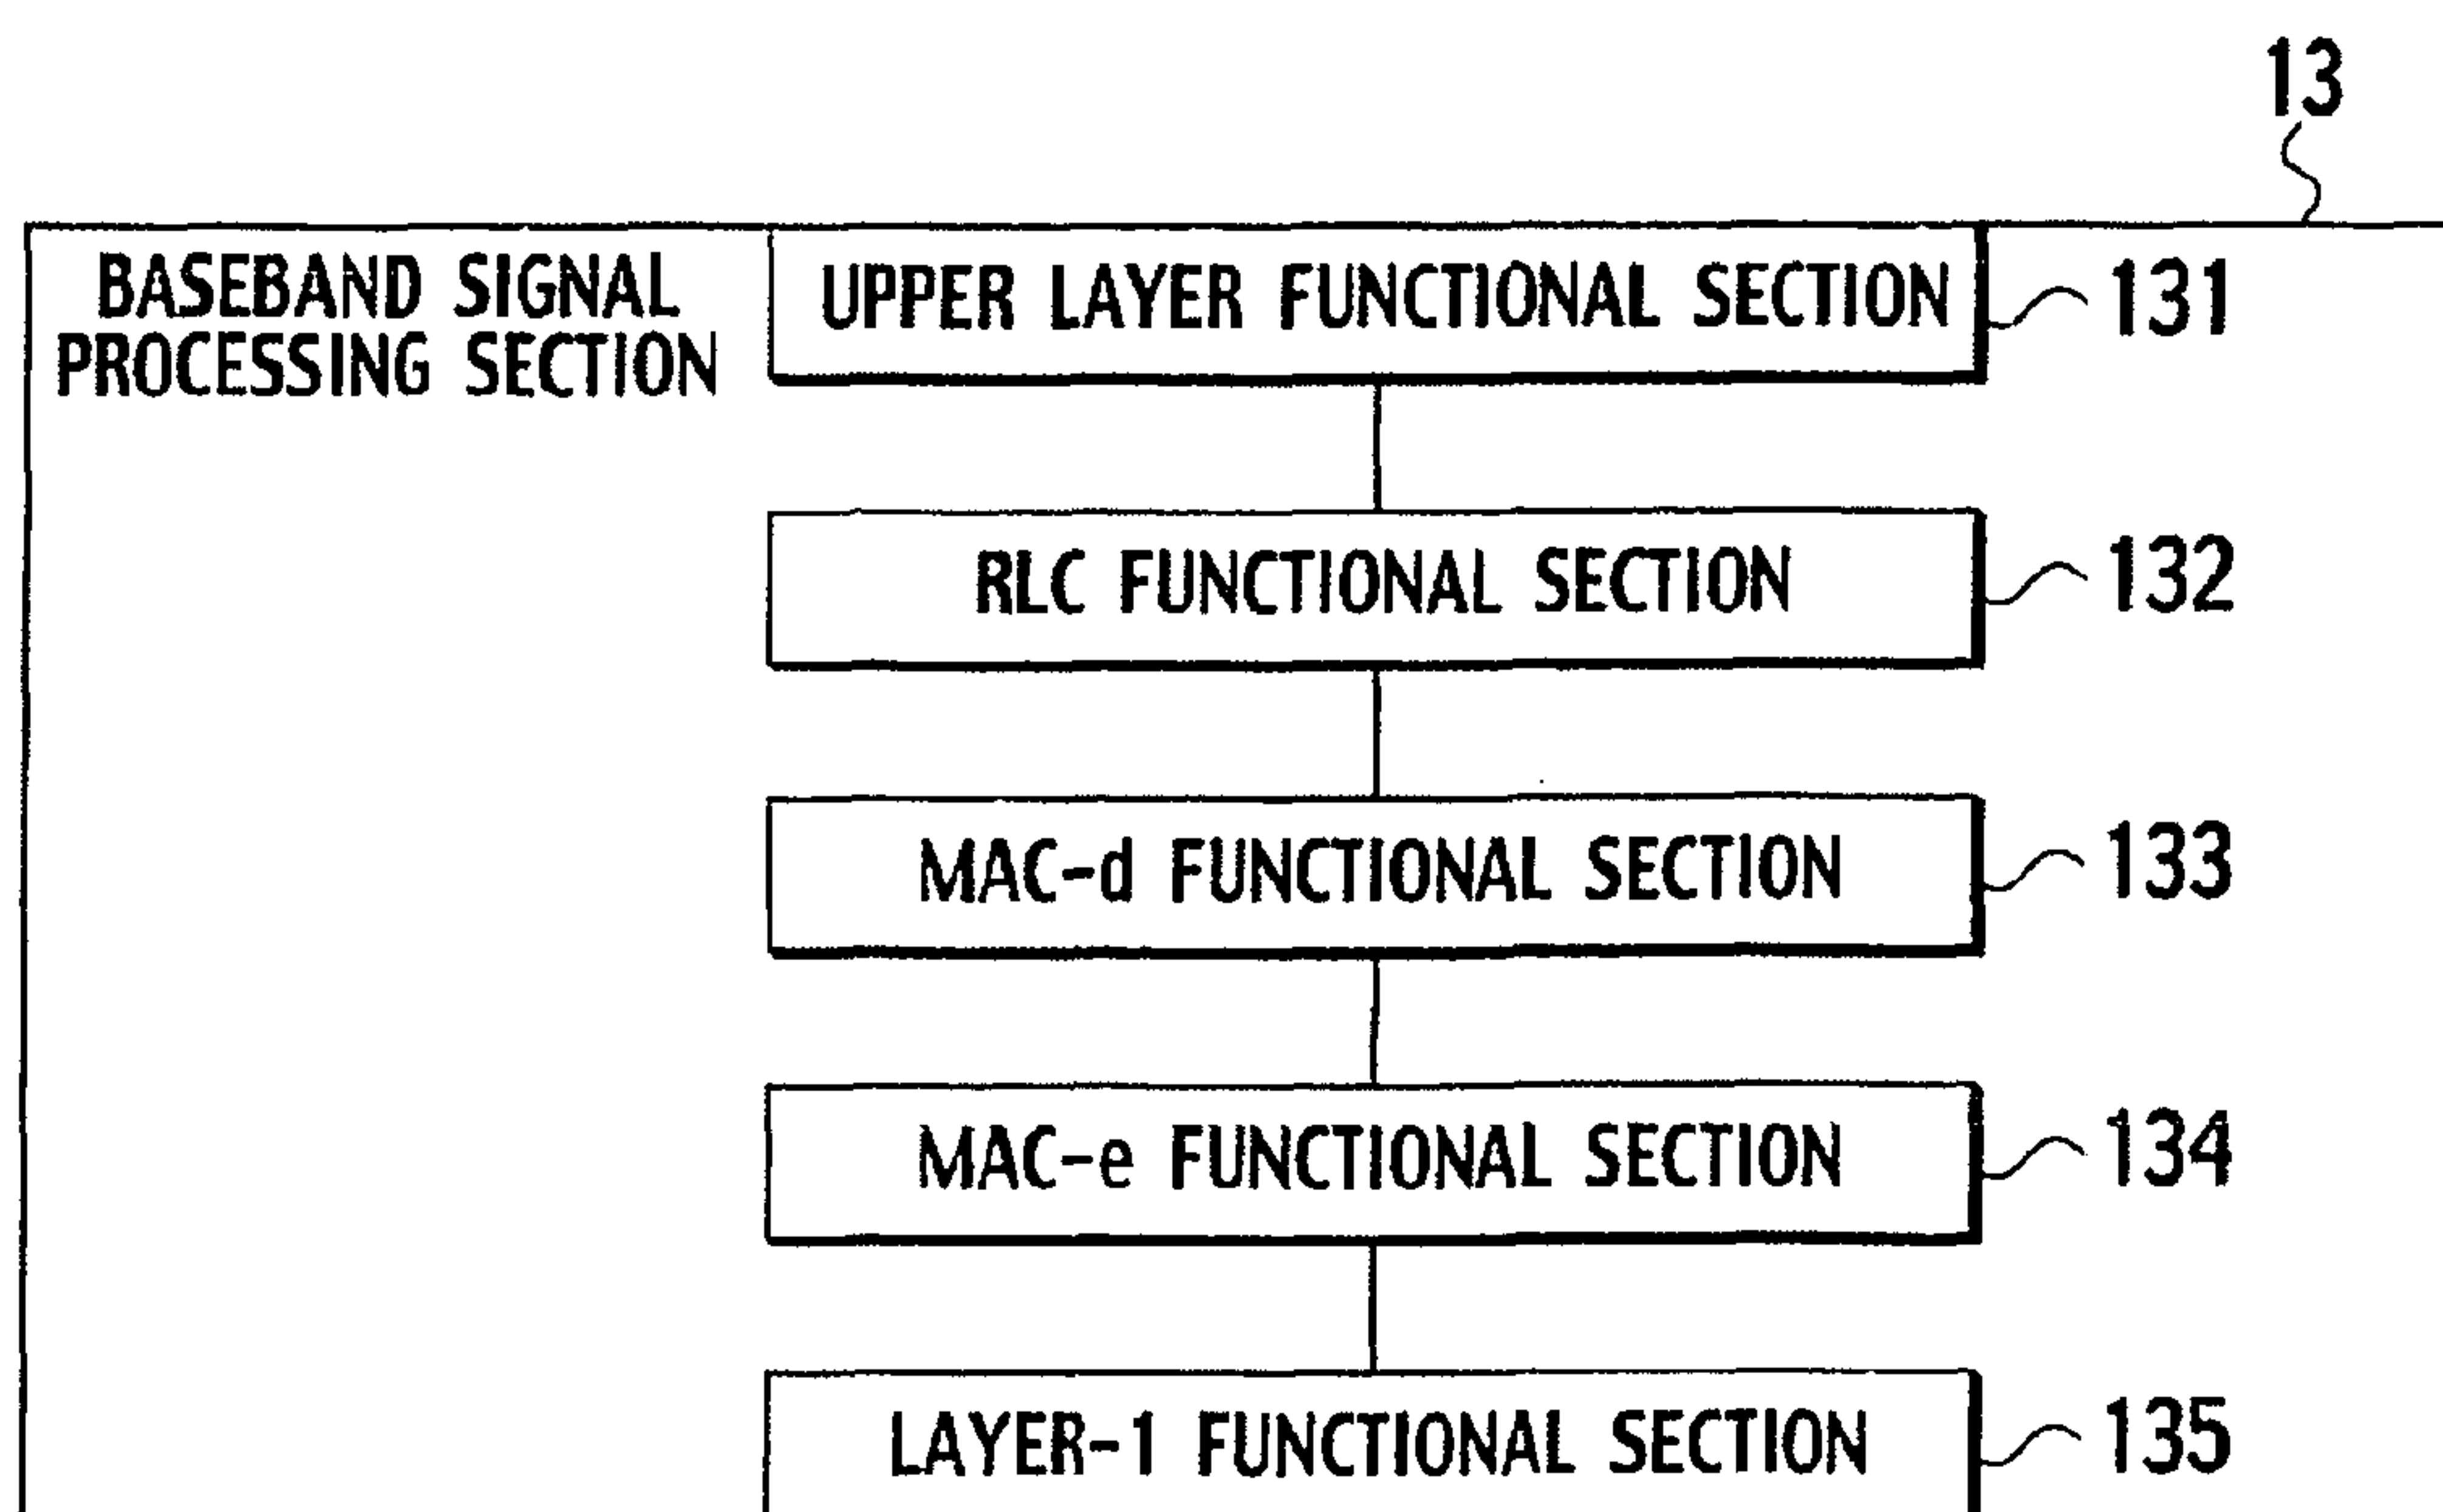 13
BASEBAND SIGNAL
PROCESSING SECTION
UPPER LAYER FUNCTIONAL SECTION
131
RLC FUNCTIONAL SECTION
132
MAC-d FUNCTIONAL SECTION
133
MAC-e FUNCTIONAL SECTION
134
LAYER-1 FUNCTIONAL SECTION
135